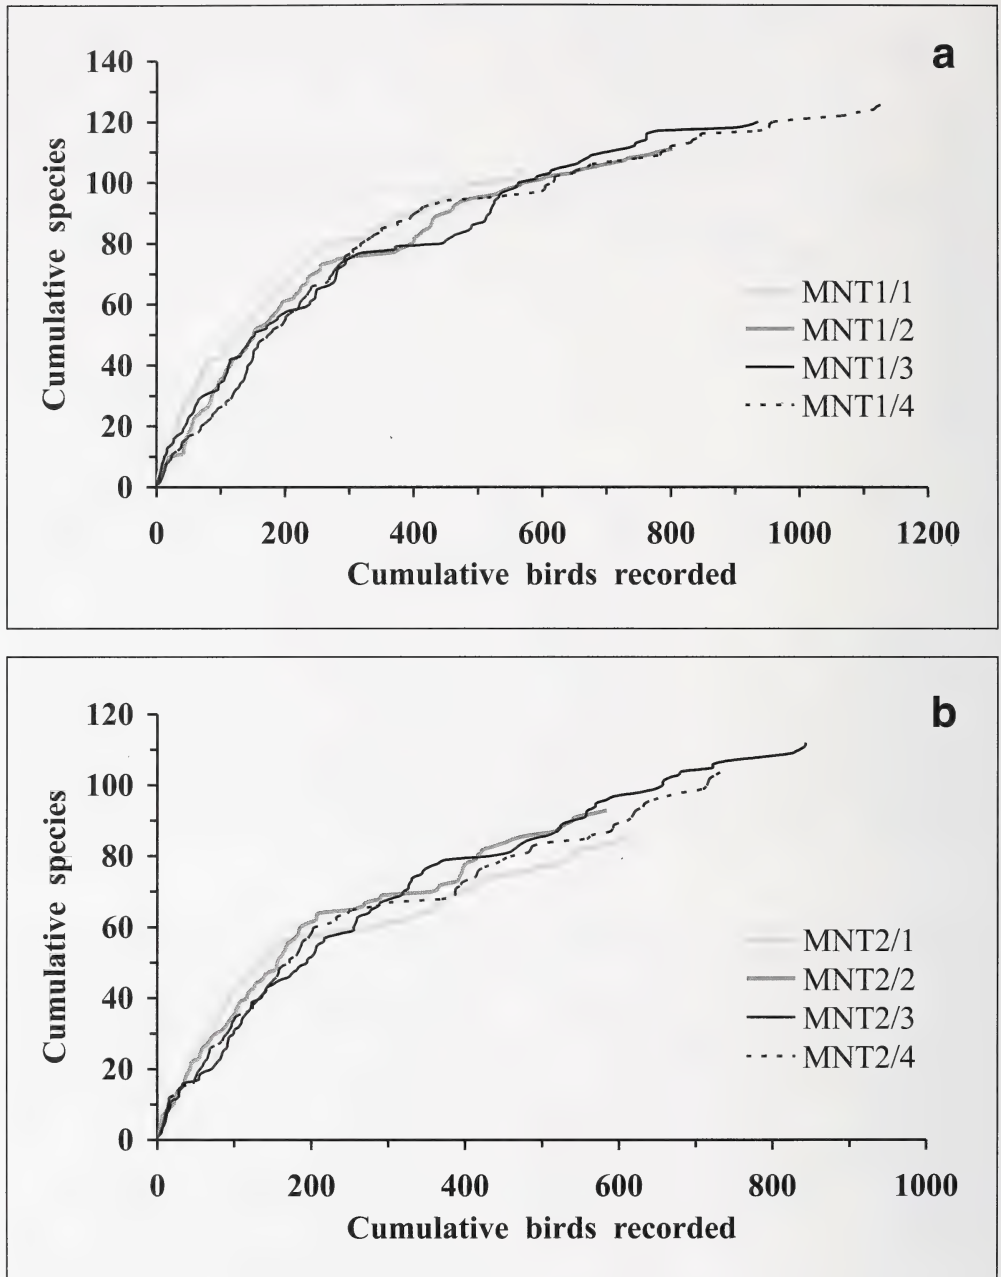 a
140
120
100
80
60
40
20
0
Cumulative species
MNT1/1
MNT1/2
MNT1/3
MNT1/4
0 200 400 600 800 1000 1200
Cumulative birds recorded
b
120
100
80
60
40
20
0
Cumulative species
MNT2/1
MNT2/2
MNT2/3
MNT2/4
0 200 400 600 800 1000
Cumulative birds recorded